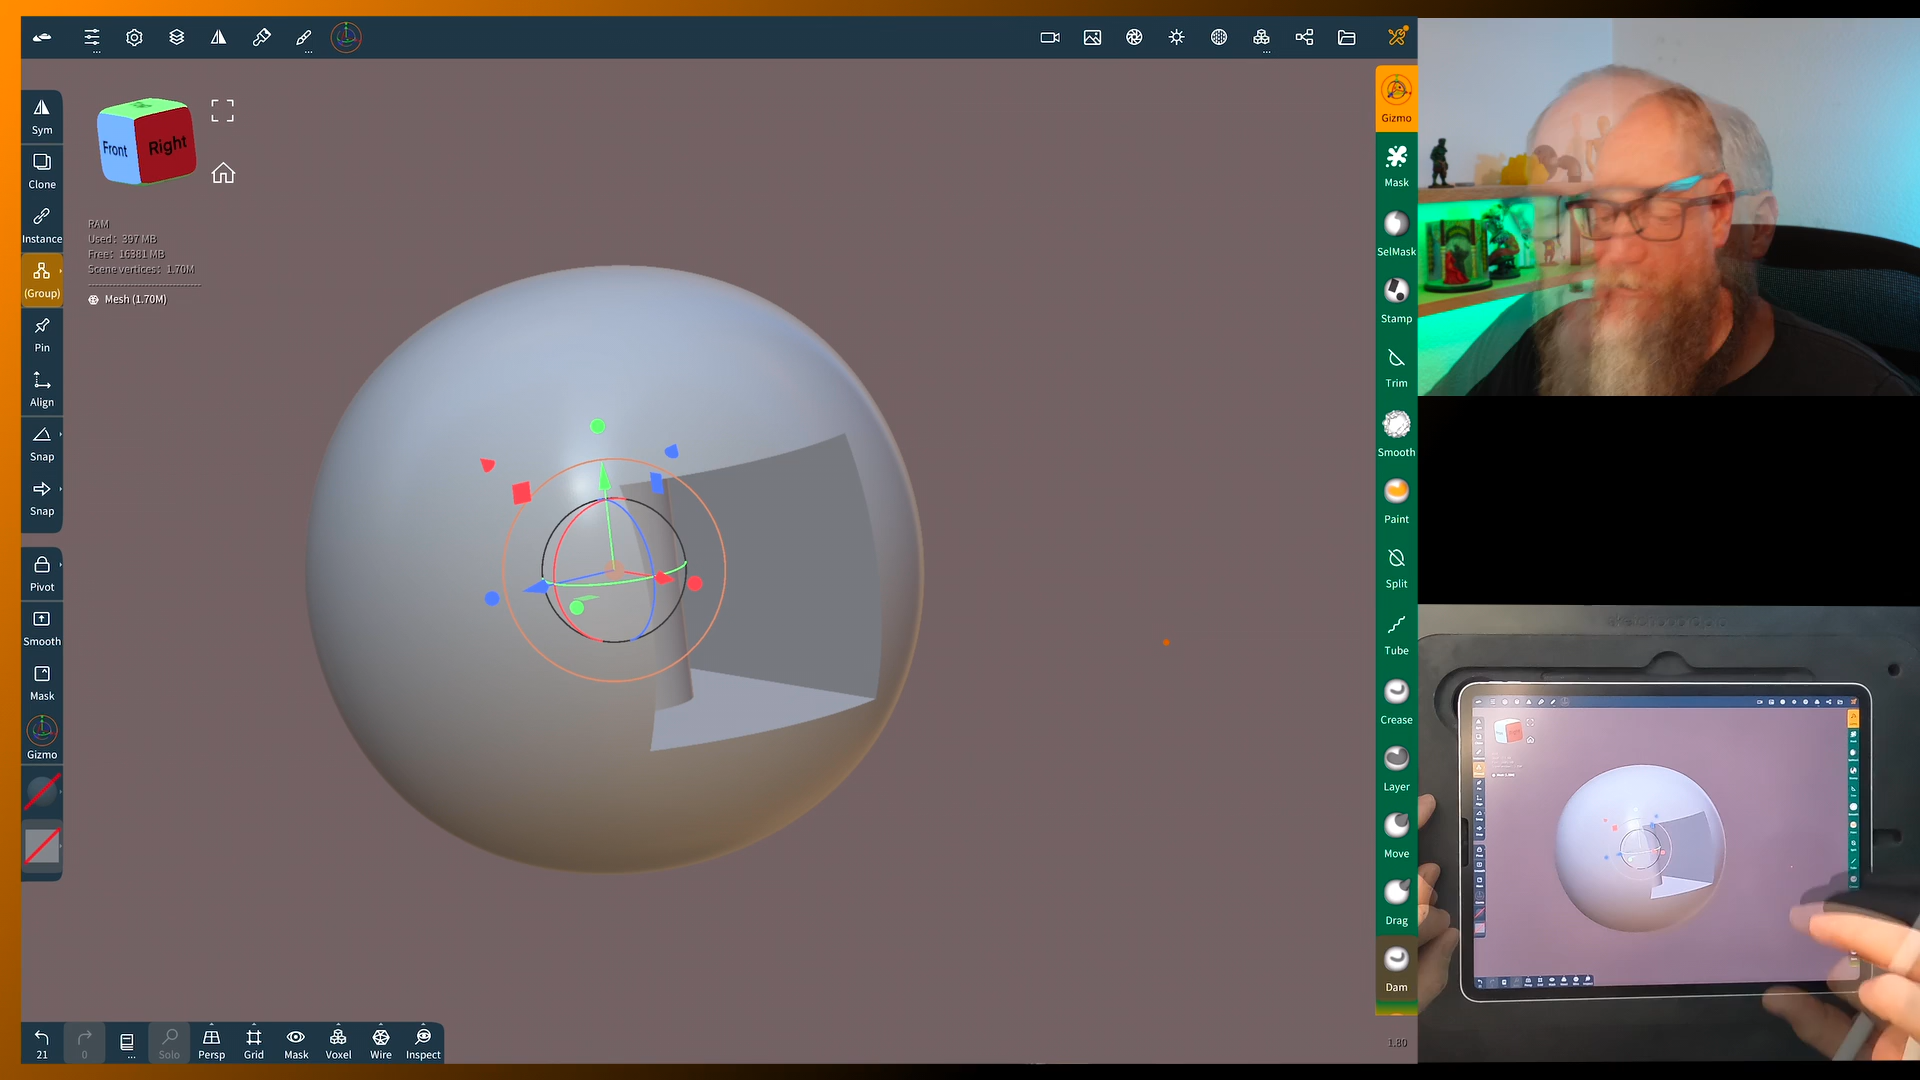 Sym
Clone
Instance
(Group)
Pin
Align
Snap
Snap
Pivot
Smooth
Mask
Gizmo
Front
Right
RAM
Used: 397 MB
Free: 16381 MB
Scene vertices: 1.70M
Mesh (1.70M)
Gizmo
Mask
SelMask
Stamp
Trim
Smooth
Paint
Split
Tube
Crease
Layer
Move
Drag
Dam
21
0
...
Solo
Persp
Grid
Mask
Voxel
Wire
Inspect
1.80